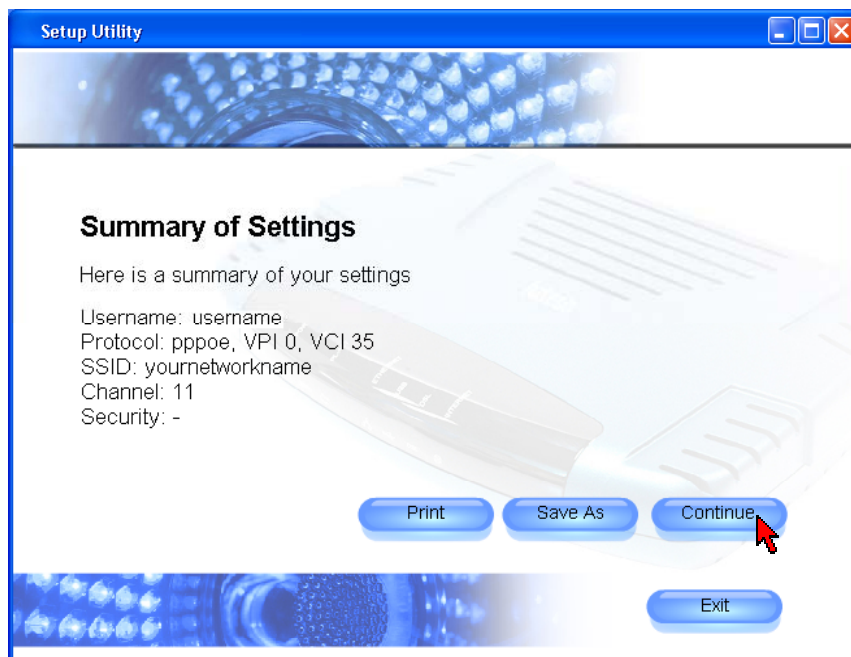 Setup Utility
Summary of Settings
Here is a summary of your settings
Username: username
Protocol: pppoe, VPI 0, VCI 35
SSID: yournetworkname
Channel: 11
Security: -
Print
Save As
Continue
Exit